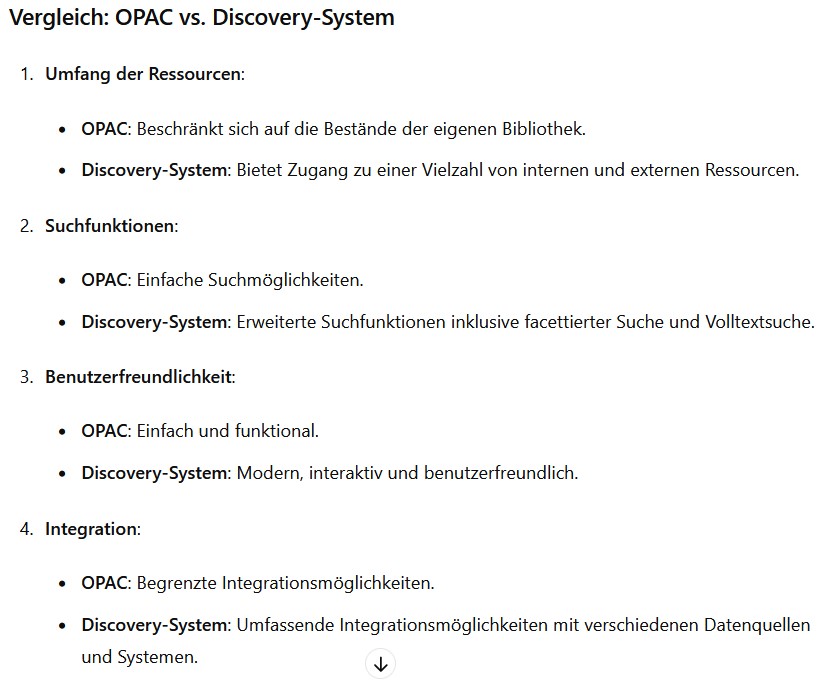 Vergleich: OPAC vs. Discovery-System
1. Umfang der Ressourcen:
• OPAC: Beschränkt sich auf die Bestände der eigenen Bibliothek.
• Discovery-System: Bietet Zugang zu einer Vielzahl von internen und externen Ressourcen.
2. Suchfunktionen:
• OPAC: Einfache Suchmöglichkeiten.
• Discovery-System: Erweiterte Suchfunktionen inklusive facettierter Suche und Volltextsuche.
3. Benutzerfreundlichkeit:
• OPAC: Einfach und funktional.
• Discovery-System: Modern, interaktiv und benutzerfreundlich.
4. Integration:
• OPAC: Begrenzte Integrationsmöglichkeiten.
• Discovery-System: Umfassende Integrationsmöglichkeiten mit verschiedenen Datenquellen
und Systemen.